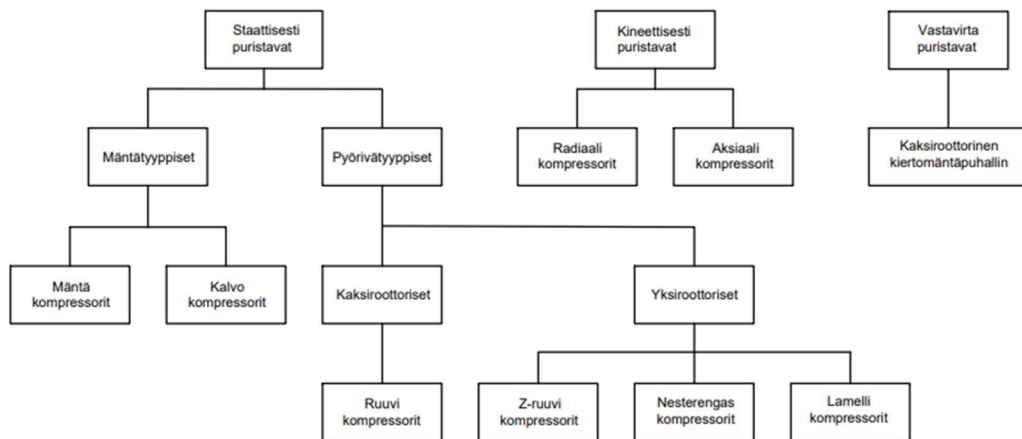 Staattisesti
puristavat
Kineettisesti
puristavat
Vastavirta
puristavat
Mäntätyyppiset
Pyörivätyyppiset
Radiaali
kompressorit
Aksiaali
kompressorit
Kaksiroottorinen
kiertomäntäpuhallin
Mäntä
kompressorit
Kalvo
kompressorit
Kaksiroottoriset
Yksiroottoriset
Ruuvi
kompressorit
Z-ruuvi
kompressorit
Nesterengas
kompressorit
Lamelli
kompressorit